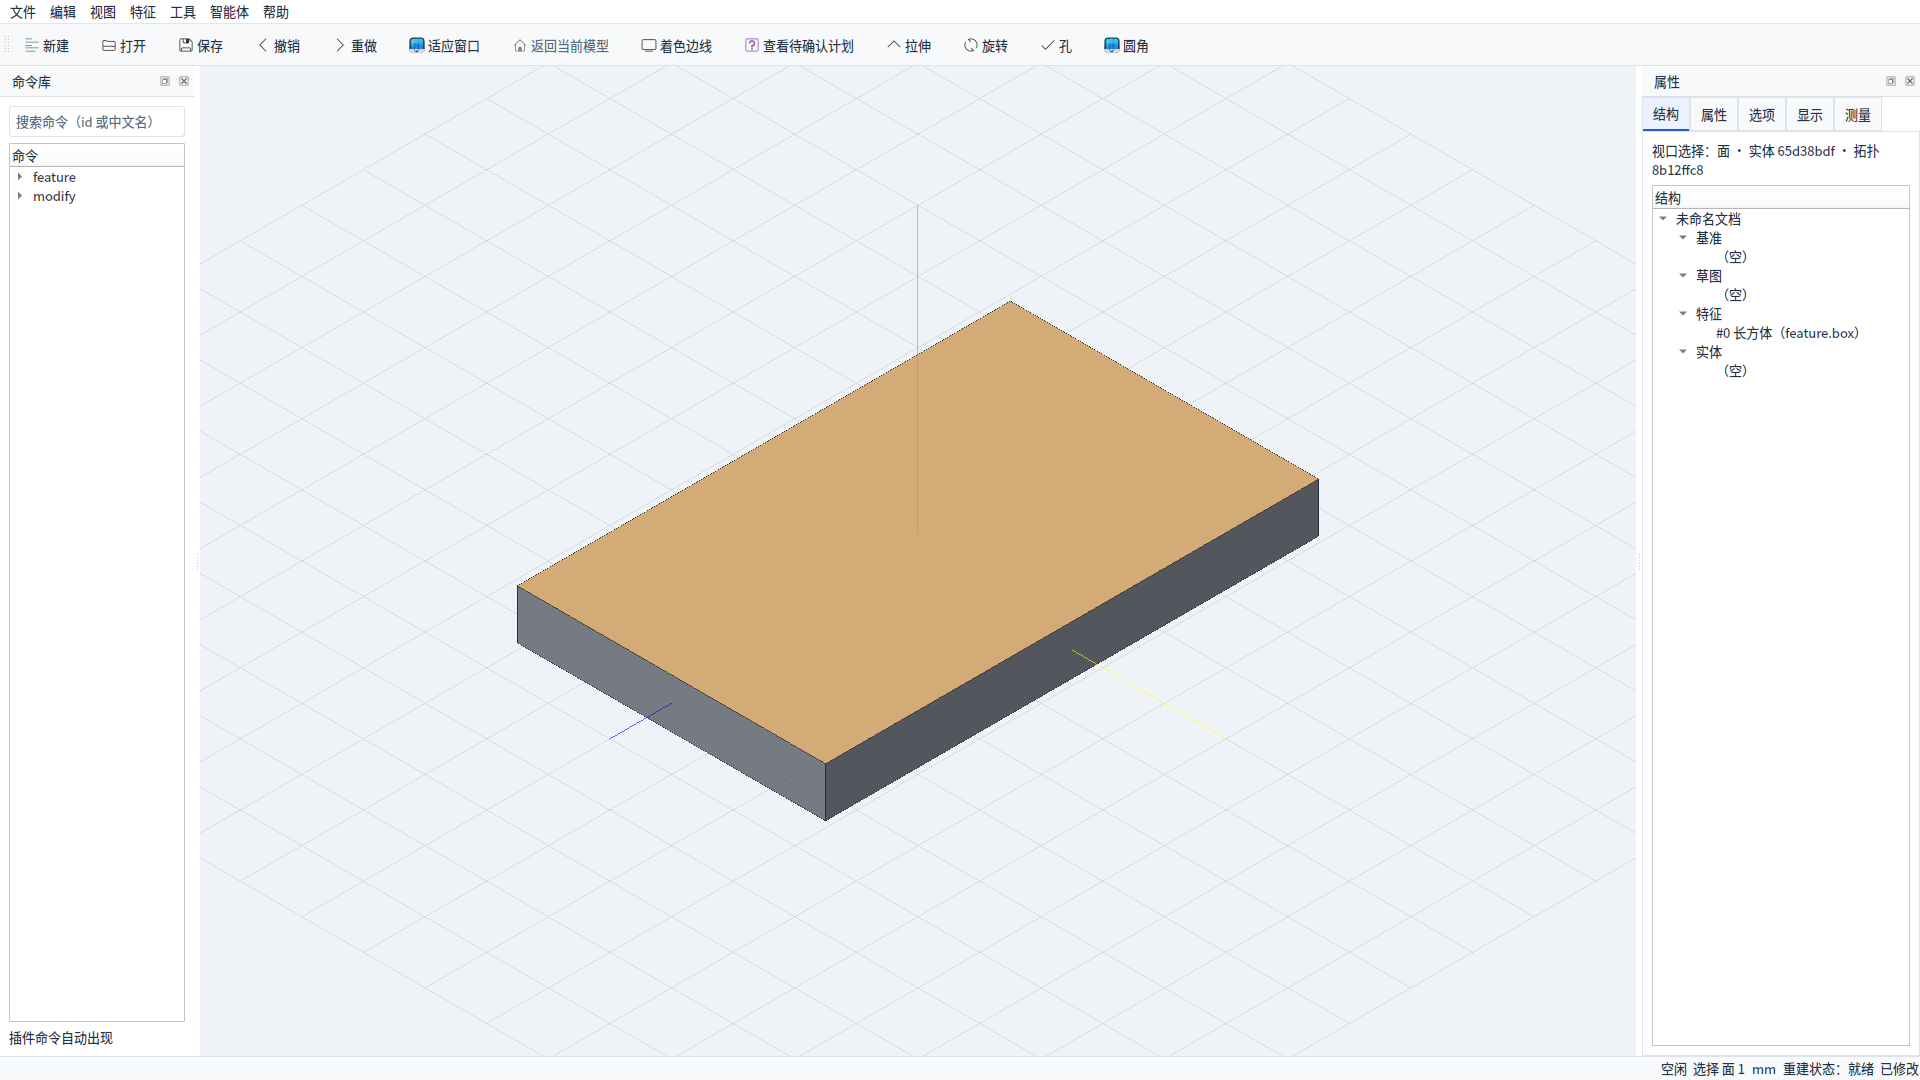 文件 编辑 视图 特征 工具 智能体 帮助
新建 打开 保存 撤销 重做 适应窗口 返回当前模型 着色边线 查看待确认计划 拉伸 旋转 孔 圆角
命令库
搜索命令（id 或中文名）
命令
feature
modify
插件命令自动出现
属性
结构 属性 选项 显示 测量
视口选择：面 · 实体 65d38bdf · 拓扑
8b12ffc8
结构
未命名文档
基准
（空）
草图
（空）
特征
#0 长方体（feature.box）
实体
（空）
空闲 选择 面 1 mm 重建状态：就绪 已修改